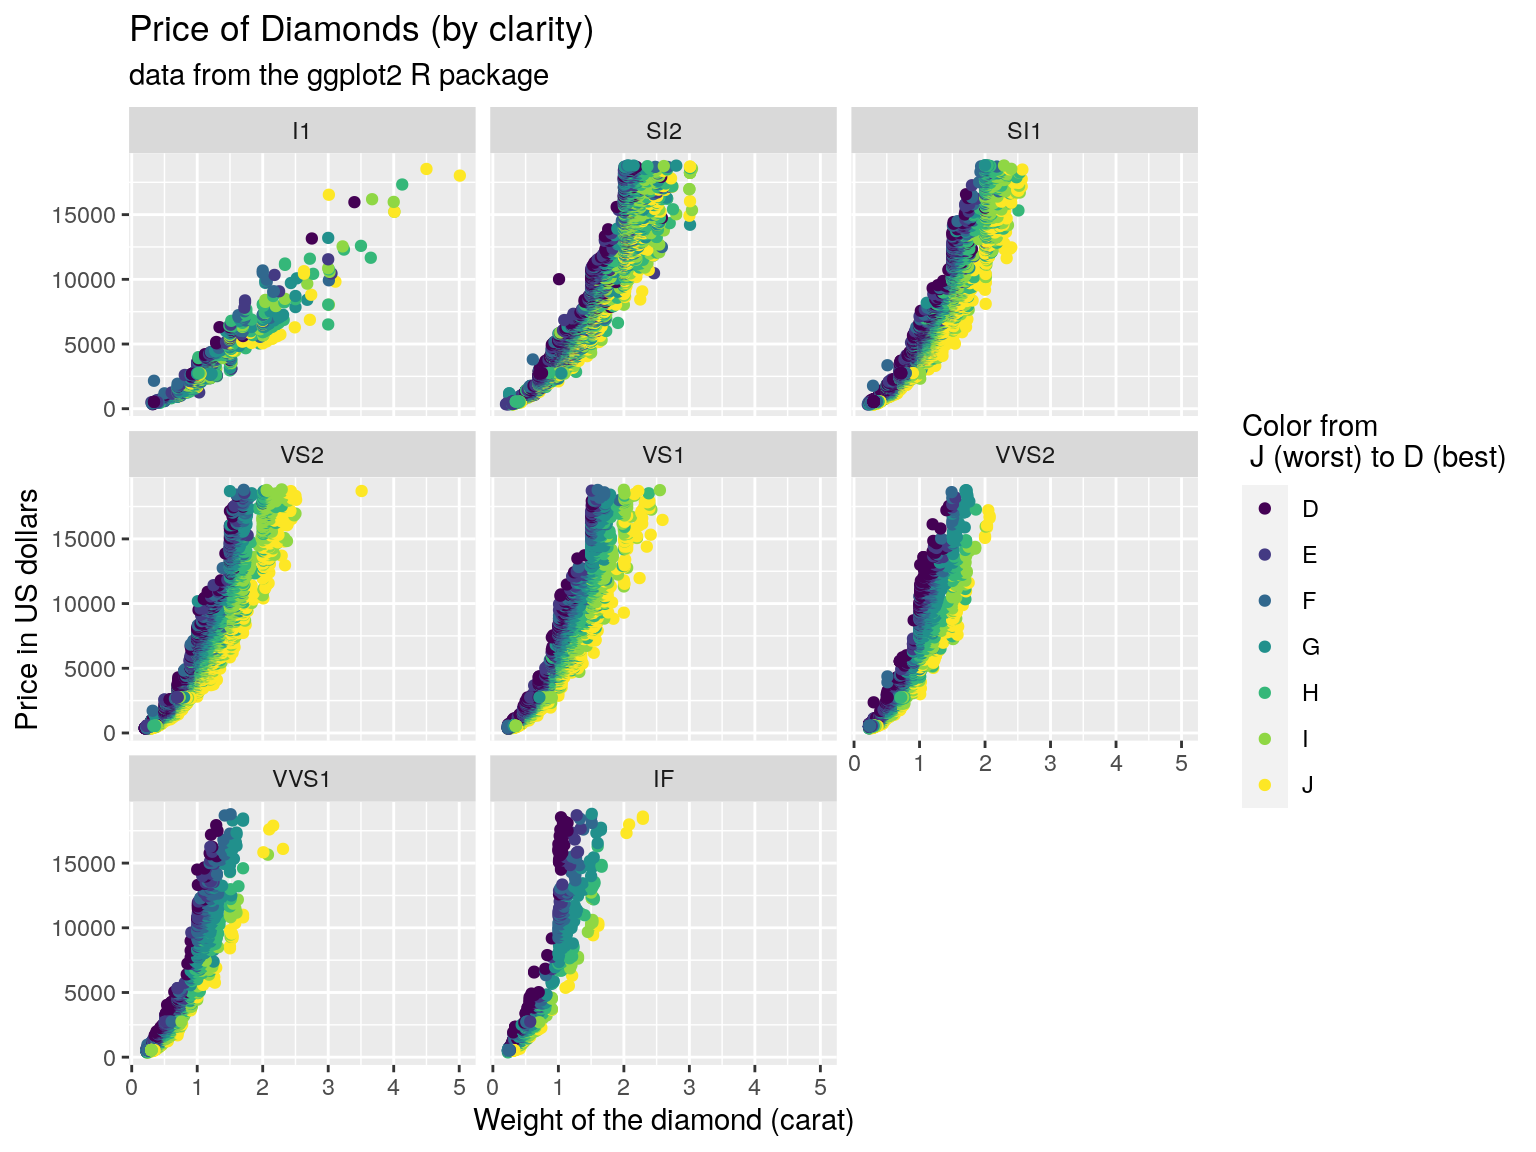 Price of Diamonds (by clarity)
data from the ggplot2 R package
I1
SI2
SI1
15000
10000
5000
0
VS2
VS1
VVS2
15000
10000
5000
0
0 1 2 3 4 5
VVS1
IF
15000
10000
5000
0
0 1 2 3 4 5
0 1 2 3 4 5
Weight of the diamond (carat)
Price in US dollars
Color from
J (worst) to D (best)
D
E
F
G
H
I
J